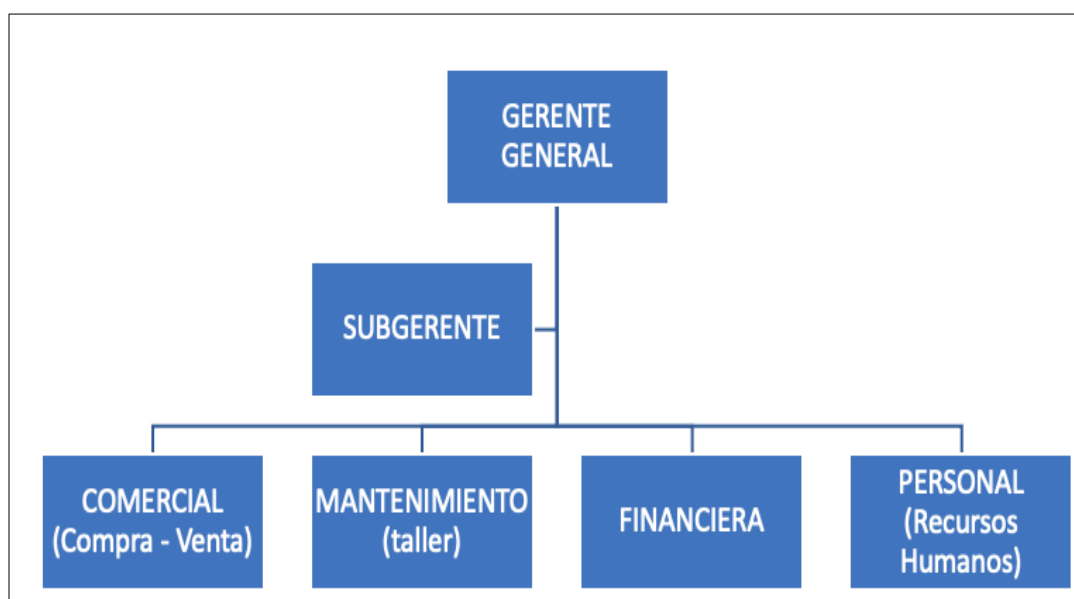 GERENTE
GENERAL
SUBGERENTE
COMERCIAL
(Compra - Venta)
MANTENIMIENTO
(taller)
FINANCIERA
PERSONAL
(Recursos
Humanos)